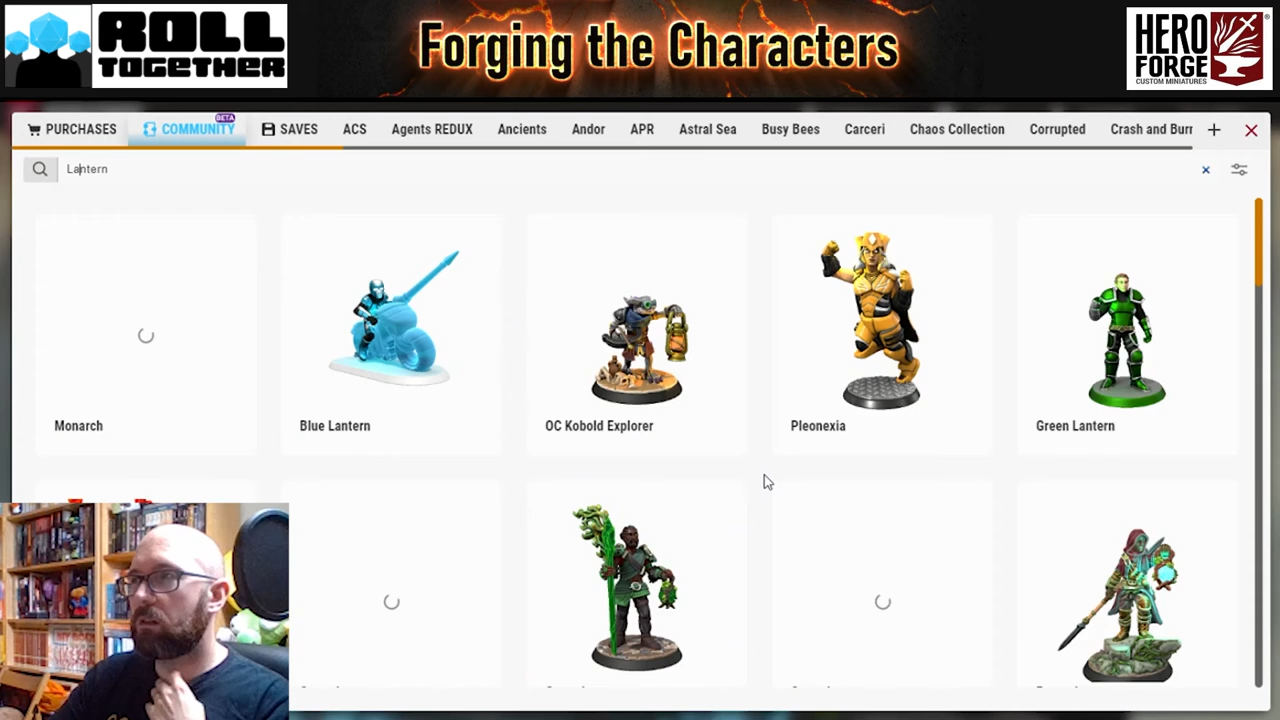 ROLL
TOGETHER
Forging the Characters
HERO
FORGE®
CUSTOM MINIATURES
PURCHASES
COMMUNITY
BETA
SAVES
ACS
Agents REDUX
Ancients
Andor
APR
Astral Sea
Busy Bees
Carceri
Chaos Collection
Corrupted
Crash and Burr
Lantern
Monarch
Blue Lantern
OC Kobold Explorer
Pleonexia
Green Lantern